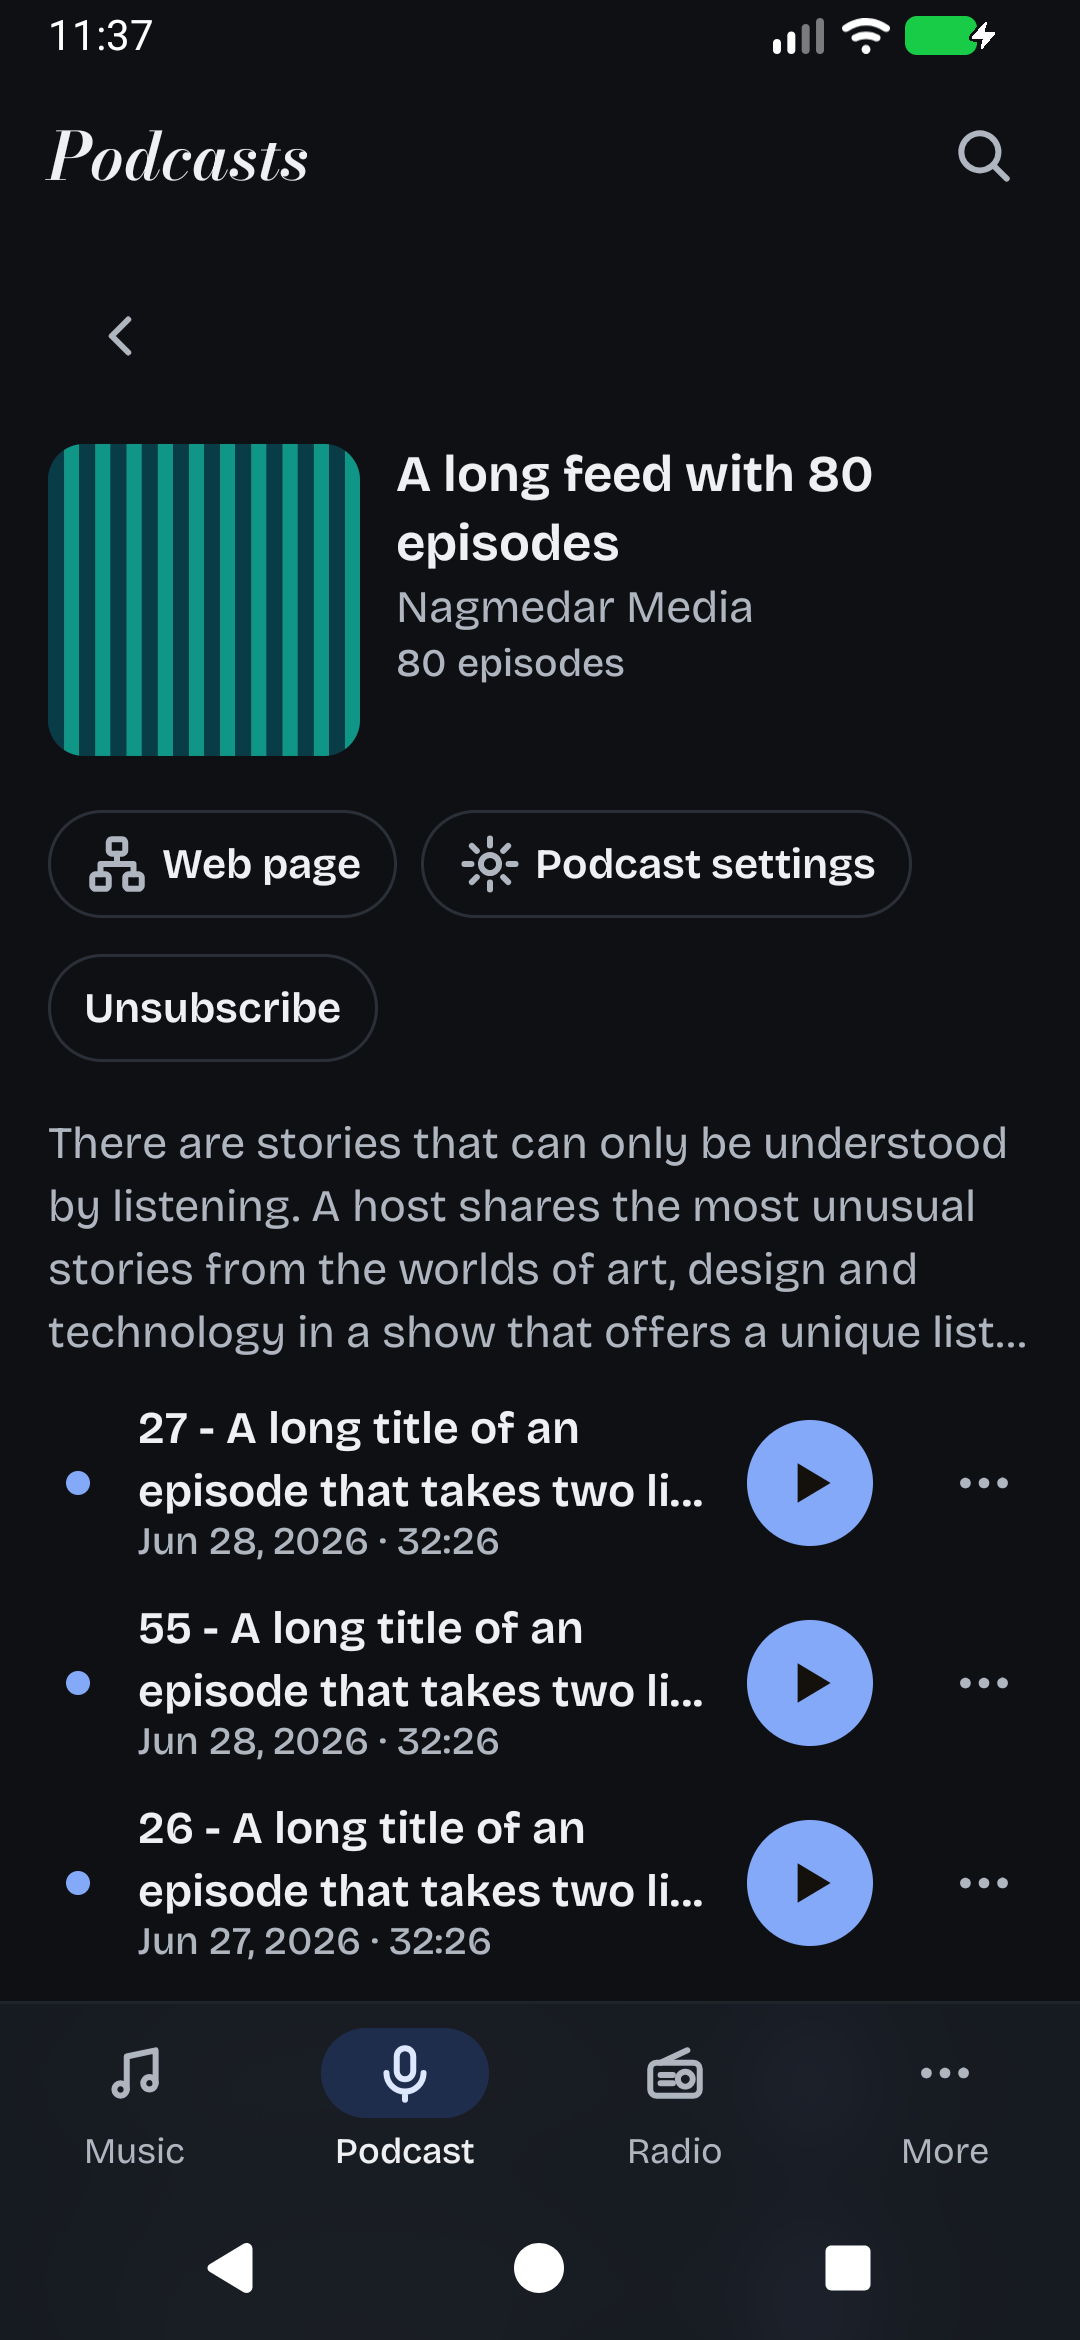 11:37
Podcasts
A long feed with 80
episodes
Nagmedar Media
80 episodes
Web page
Podcast settings
Unsubscribe
There are stories that can only be understood
by listening. A host shares the most unusual
stories from the worlds of art, design and
technology in a show that offers a unique list...
27 - A long title of an
episode that takes two li...
Jun 28, 2026 · 32:26
55 - A long title of an
episode that takes two li...
Jun 28, 2026 · 32:26
26 - A long title of an
episode that takes two li...
Jun 27, 2026 · 32:26
Music
Podcast
Radio
More